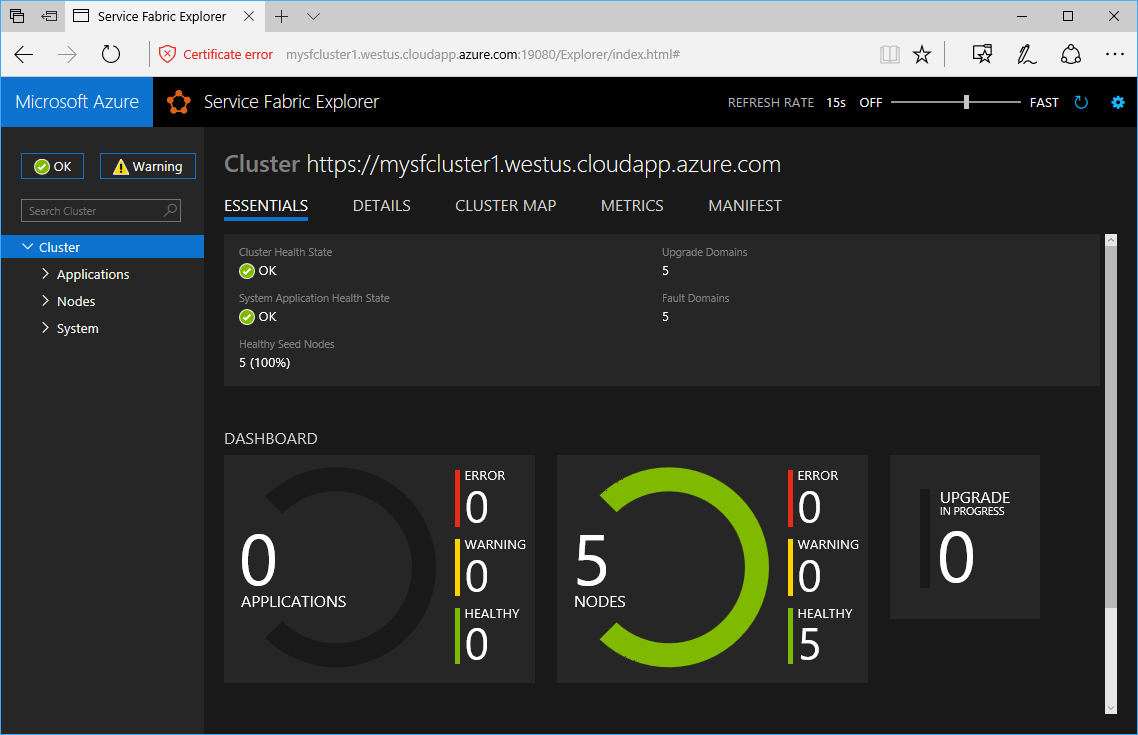 Service Fabric Explorer
Certificate error mysfcluster1.westus.cloudapp.azure.com:19080/Explorer/index.html#
Microsoft Azure Service Fabric Explorer REFRESH RATE 15s OFF FAST
OK Warning
Search Cluster
Cluster
Applications
Nodes
System
Cluster https://mysfcluster1.westus.cloudapp.azure.com
ESSENTIALS DETAILS CLUSTER MAP METRICS MANIFEST
Cluster Health State
OK
Upgrade Domains
5
System Application Health State
OK
Fault Domains
5
Healthy Seed Nodes
5 (100%)
DASHBOARD
0
APPLICATIONS
ERROR
0
WARNING
0
HEALTHY
0
5
NODES
ERROR
0
WARNING
0
HEALTHY
5
UPGRADE
IN PROGRESS
0